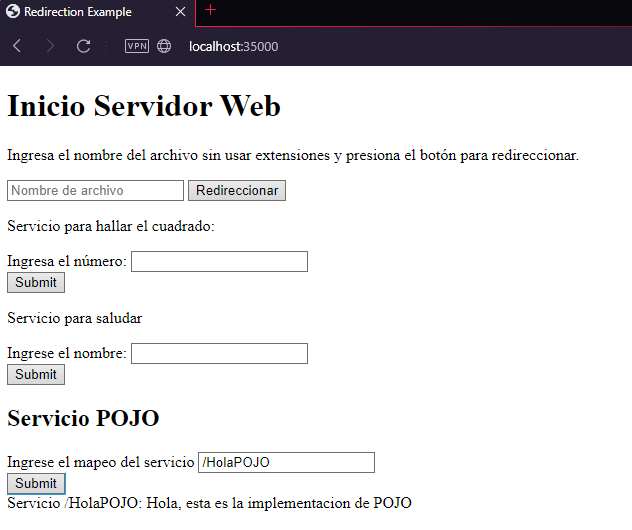 Redirection Example
VPN localhost:35000
Inicio Servidor Web
Ingresa el nombre del archivo sin usar extensiones y presiona el botón para redireccionar.
Nombre de archivo Redireccionar
Servicio para hallar el cuadrado:
Ingresa el número:
Submit
Servicio para saludar
Ingrese el nombre:
Submit
Servicio POJO
Ingrese el mapeo del servicio /HolaPOJO
Submit
Servicio /HolaPOJO: Hola, esta es la implementacion de POJO